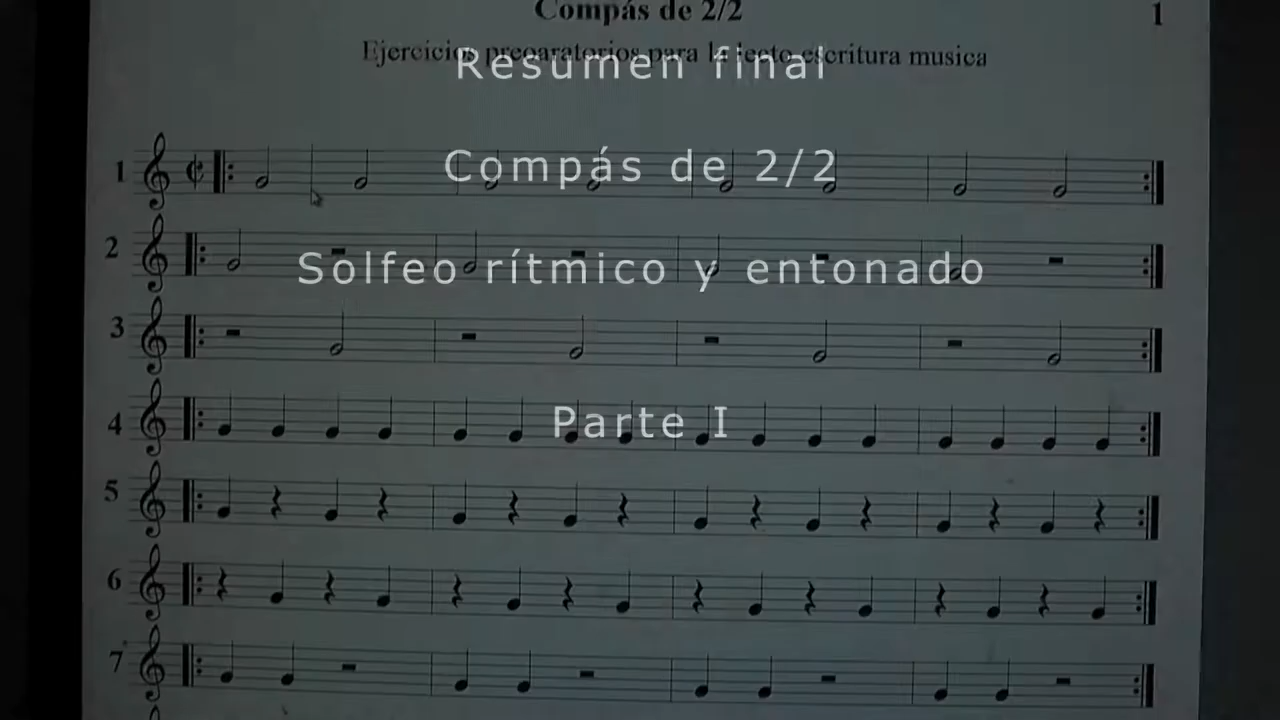 Compás de 2/2
1
Ejercicios preparatorios para la lecto escritura musica
Resumen final
Compás de 2/2
Solfeo rítmico y entonado
Parte I
1
2
3
4
5
6
7